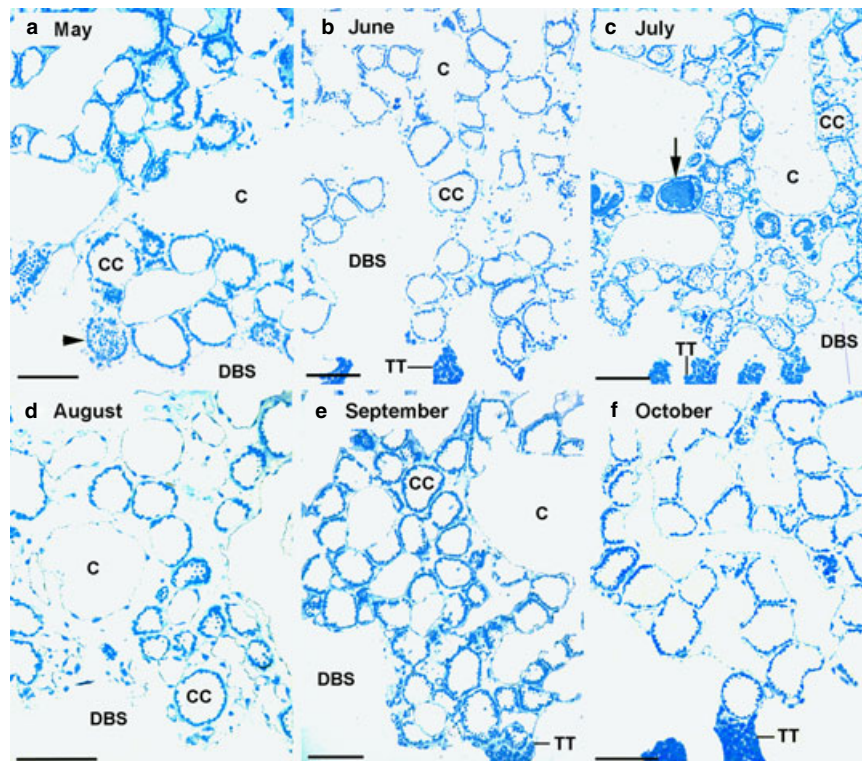 a May
C
CC
DBS
b June
C
CC
DBS
TT
c July
CC
C
TT
DBS
d August
C
CC
DBS
e September
CC
C
DBS
TT
f October
TT